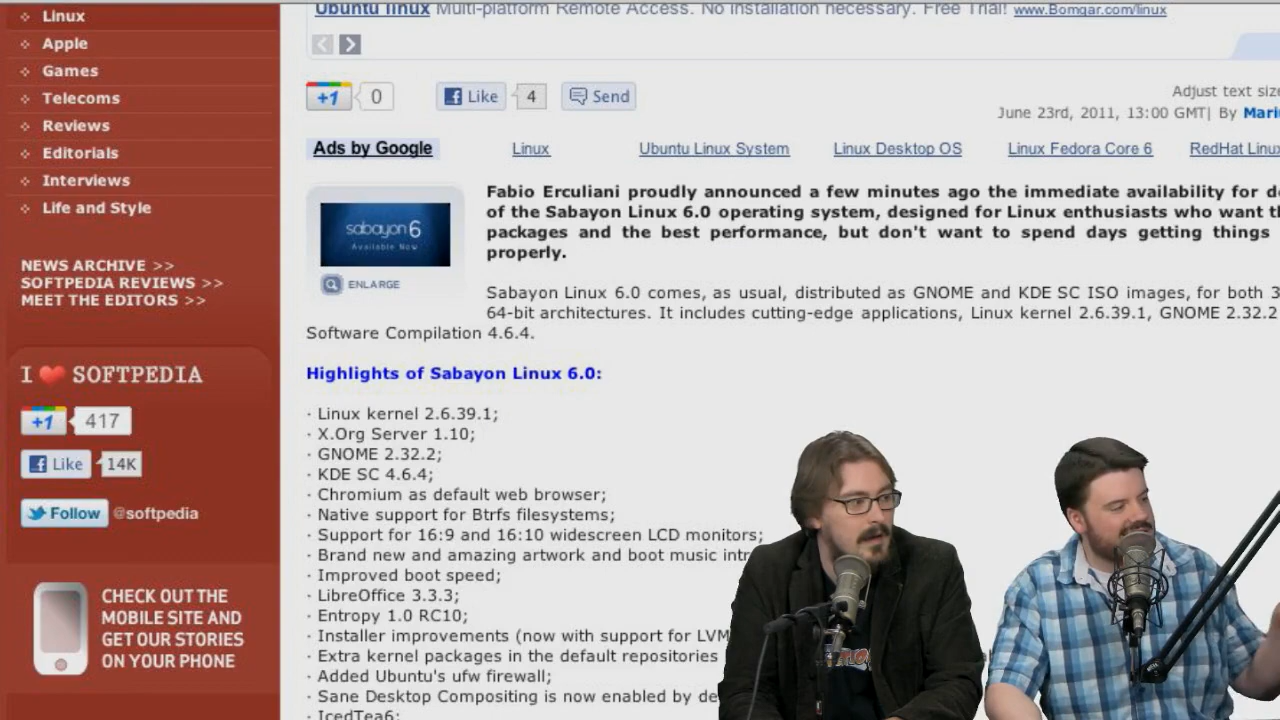 Linux
Apple
Games
Telecoms
Reviews
Editorials
Interviews
Life and Style
NEWS ARCHIVE >>
SOFTPEDIA REVIEWS >>
MEET THE EDITORS >>
I ❤ SOFTPEDIA
+1 417
Like 14K
Follow @softpedia
CHECK OUT THE
MOBILE SITE AND
GET OUR STORIES
ON YOUR PHONE
Ubuntu linux Multi-platform Remote Access. No installation necessary. Free Trial! www.Bomgar.com/linux
+1 0 Like 4 Send
Adjust text size
June 23rd, 2011, 13:00 GMT| By
Ads by Google Linux Ubuntu Linux System Linux Desktop OS Linux Fedora Core 6 RedHat
sabayon 6
Available Now
ENLARGE
Fabio Erculiani proudly announced a few minutes ago the immediate availability for
of the Sabayon Linux 6.0 operating system, designed for Linux enthusiasts who want
packages and the best performance, but don't want to spend days getting things
properly.
Sabayon Linux 6.0 comes, as usual, distributed as GNOME and KDE SC ISO images, for both
64-bit architectures. It includes cutting-edge applications, Linux kernel 2.6.39.1, GNOME 2.32.2
Software Compilation 4.6.4.
Highlights of Sabayon Linux 6.0:
· Linux kernel 2.6.39.1;
· X.Org Server 1.10;
· GNOME 2.32.2;
· KDE SC 4.6.4;
· Chromium as default web browser;
· Native support for Btrfs filesystems;
· Support for 16:9 and 16:10 widescreen LCD monitors;
· Brand new and amazing artwork and boot music
· Improved boot speed;
· LibreOffice 3.3.3;
· Entropy 1.0 RC10;
· Installer improvements (now with support for LVM
· Extra kernel packages in the default repositories
· Added Ubuntu's ufw firewall;
· Sane Desktop Compositing is now enabled by
· IcedTea6;